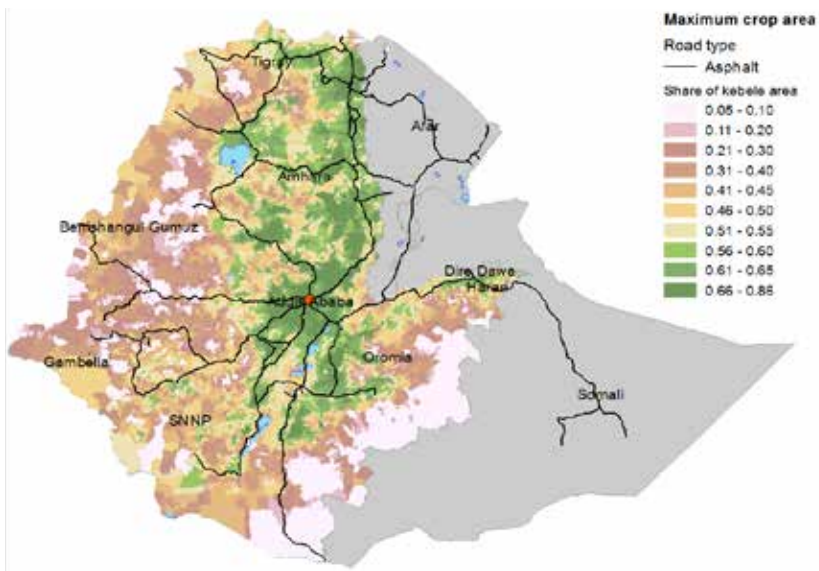 Maximum crop area
Road type
Asphalt
Share of kebele area
0.05 - 0.10
0.11 - 0.20
0.21 - 0.30
0.31 - 0.40
0.41 - 0.45
0.46 - 0.50
0.51 - 0.55
0.56 - 0.60
0.61 - 0.65
0.66 - 0.86
Tigray
Afar
Amhara
Benishangul Gumuz
Dire Dawa
Harari
Addis Ababa
Gambella
Oromia
Somali
SNNP